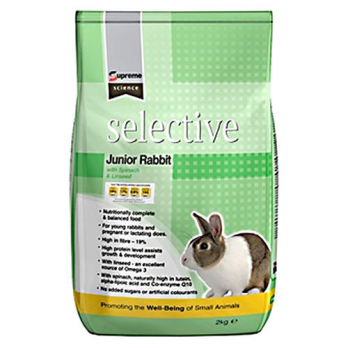 Supreme
science
selective
Junior Rabbit
with Spinach
& Linseed
• Nutritionally complete
& balanced food
• For young rabbits and
pregnant or lactating does.
• High in fibre – 19%
• High protein level assists
growth & development
• With linseed - an excellent
source of Omega 3
• With spinach, naturally high in lutein,
alpha-lipoic acid and Co-enzyme Q10
• No added sugars or artificial colourants
Promoting the Well-Being of Small Animals
2kg e